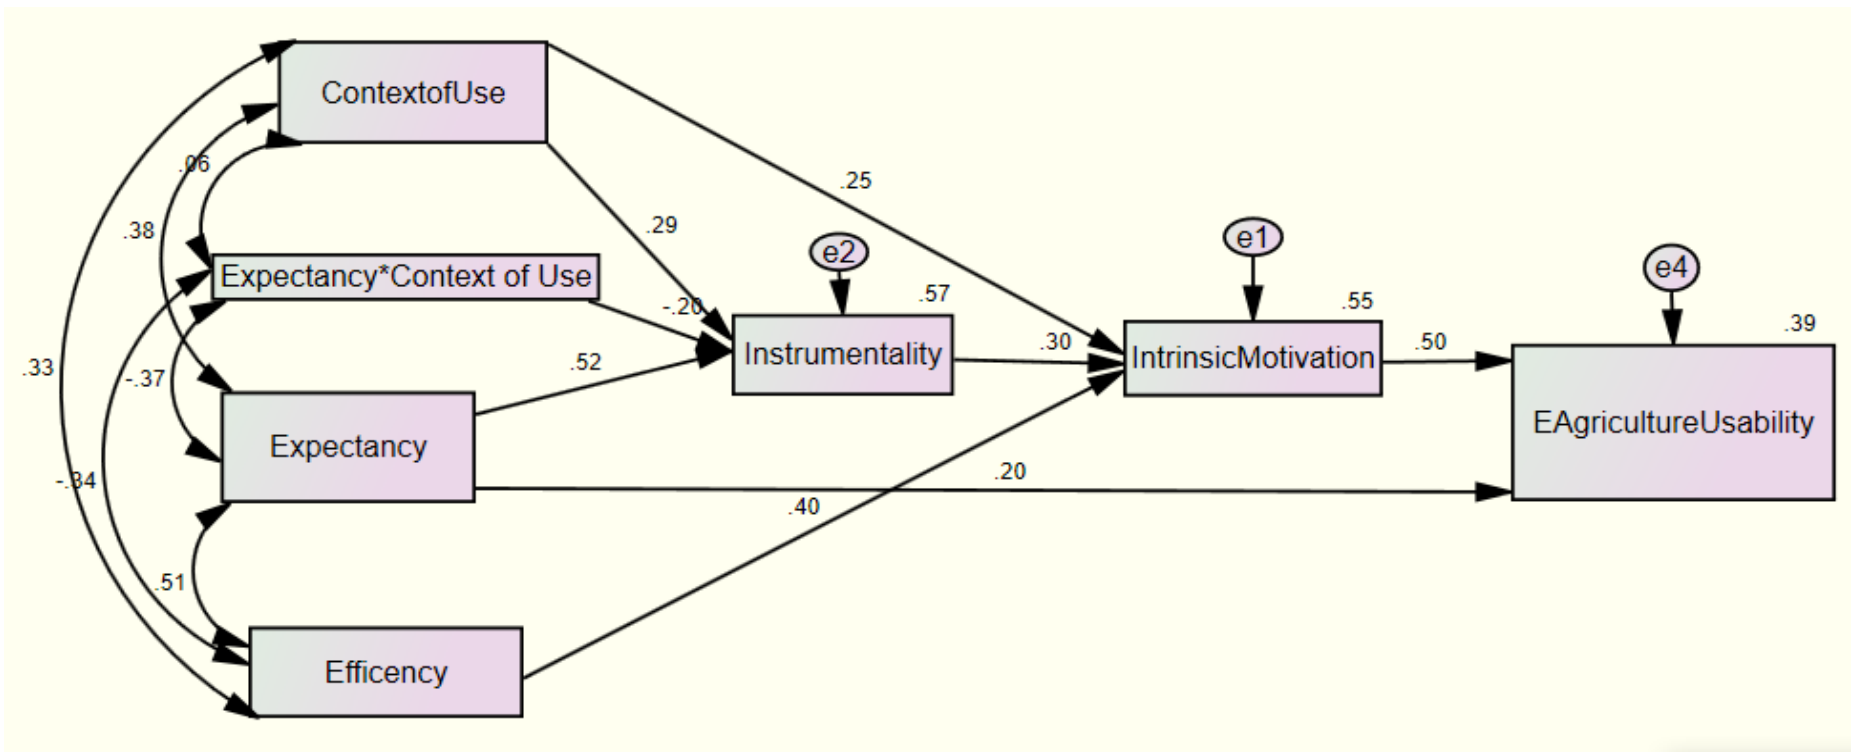 ContextofUse
.06
.25
.38
.29
e2
e1
e4
Expectancy*Context of Use
-.20
.57
.55
.39
Instrumentality
.30
IntrinsicMotivation
.50
.33
-.37
.52
EAgricultureUsability
Expectancy
-.34
.20
.40
.51
Efficency